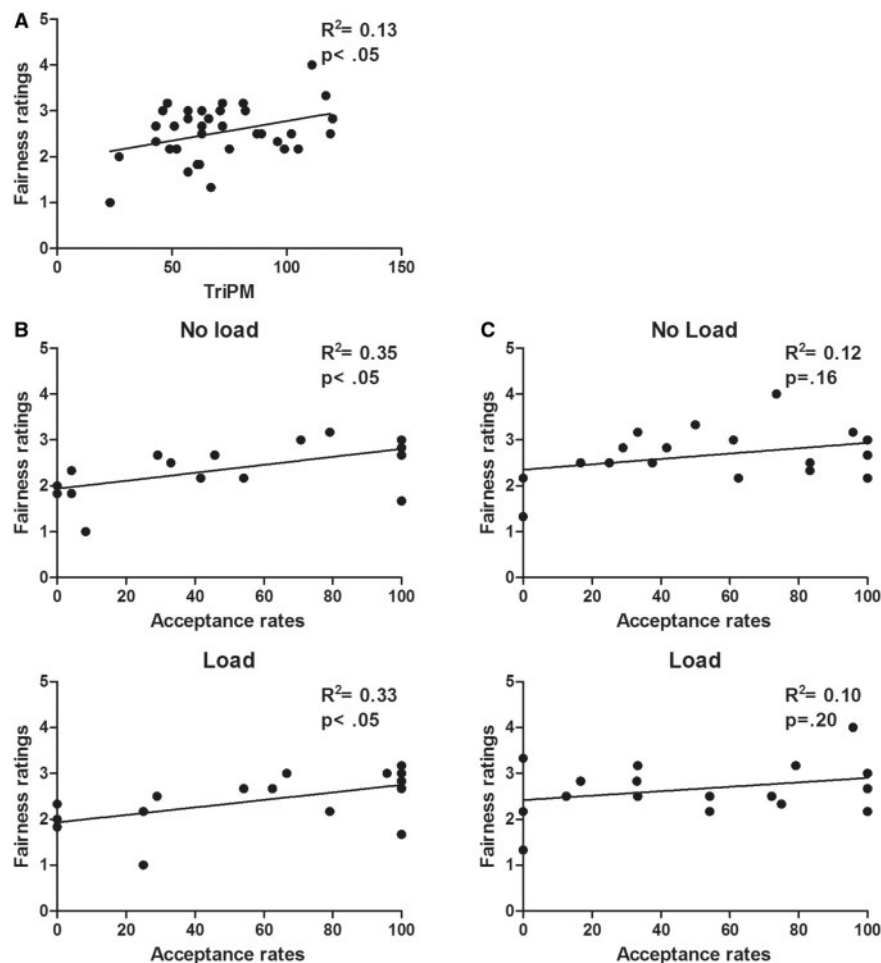 A
R²= 0.13
p< .05
Fairness ratings
5
4
3
2
1
0
0 50 100 150
TriPM
B
No load
R²= 0.35
p< .05
Fairness ratings
5
4
3
2
1
0
0 20 40 60 80 100
Acceptance rates
C
No Load
R²= 0.12
p=.16
Fairness ratings
5
4
3
2
1
0
0 20 40 60 80 100
Acceptance rates
Load
R²= 0.33
p< .05
Fairness ratings
5
4
3
2
1
0
0 20 40 60 80 100
Acceptance rates
Load
R²= 0.10
p=.20
Fairness ratings
5
4
3
2
1
0
0 20 40 60 80 100
Acceptance rates